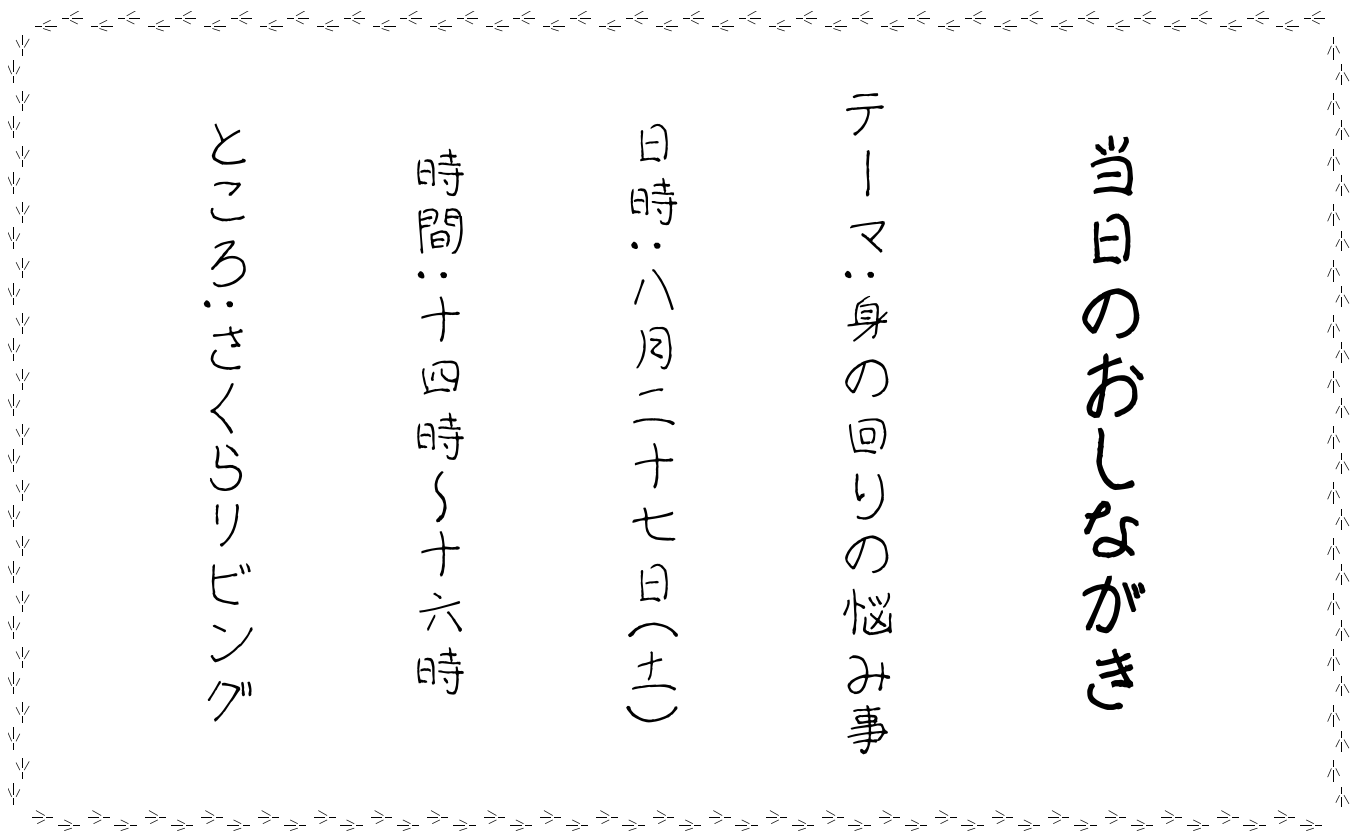 当日のおしながき
テーマ：身の回りの悩み事
日時：八月二十七日（土）
時間：十四時～十六時
ところ：さくらリビング